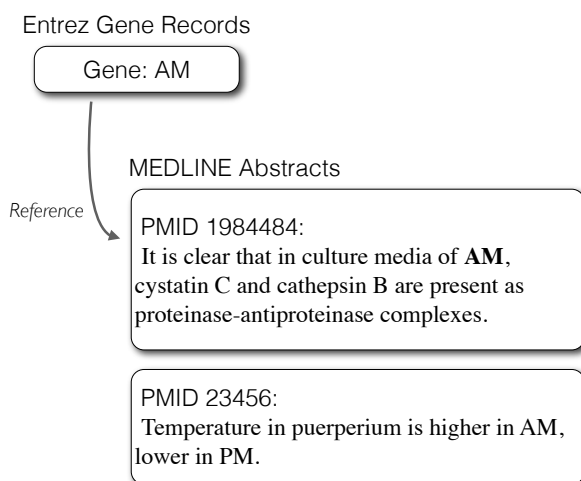 Entrez Gene Records
Gene: AM
MEDLINE Abstracts
Reference
PMID 1984484:
It is clear that in culture media of AM,
cystatin C and cathepsin B are present as
proteinase-antiproteinase complexes.
PMID 23456:
Temperature in puerperium is higher in AM,
lower in PM.